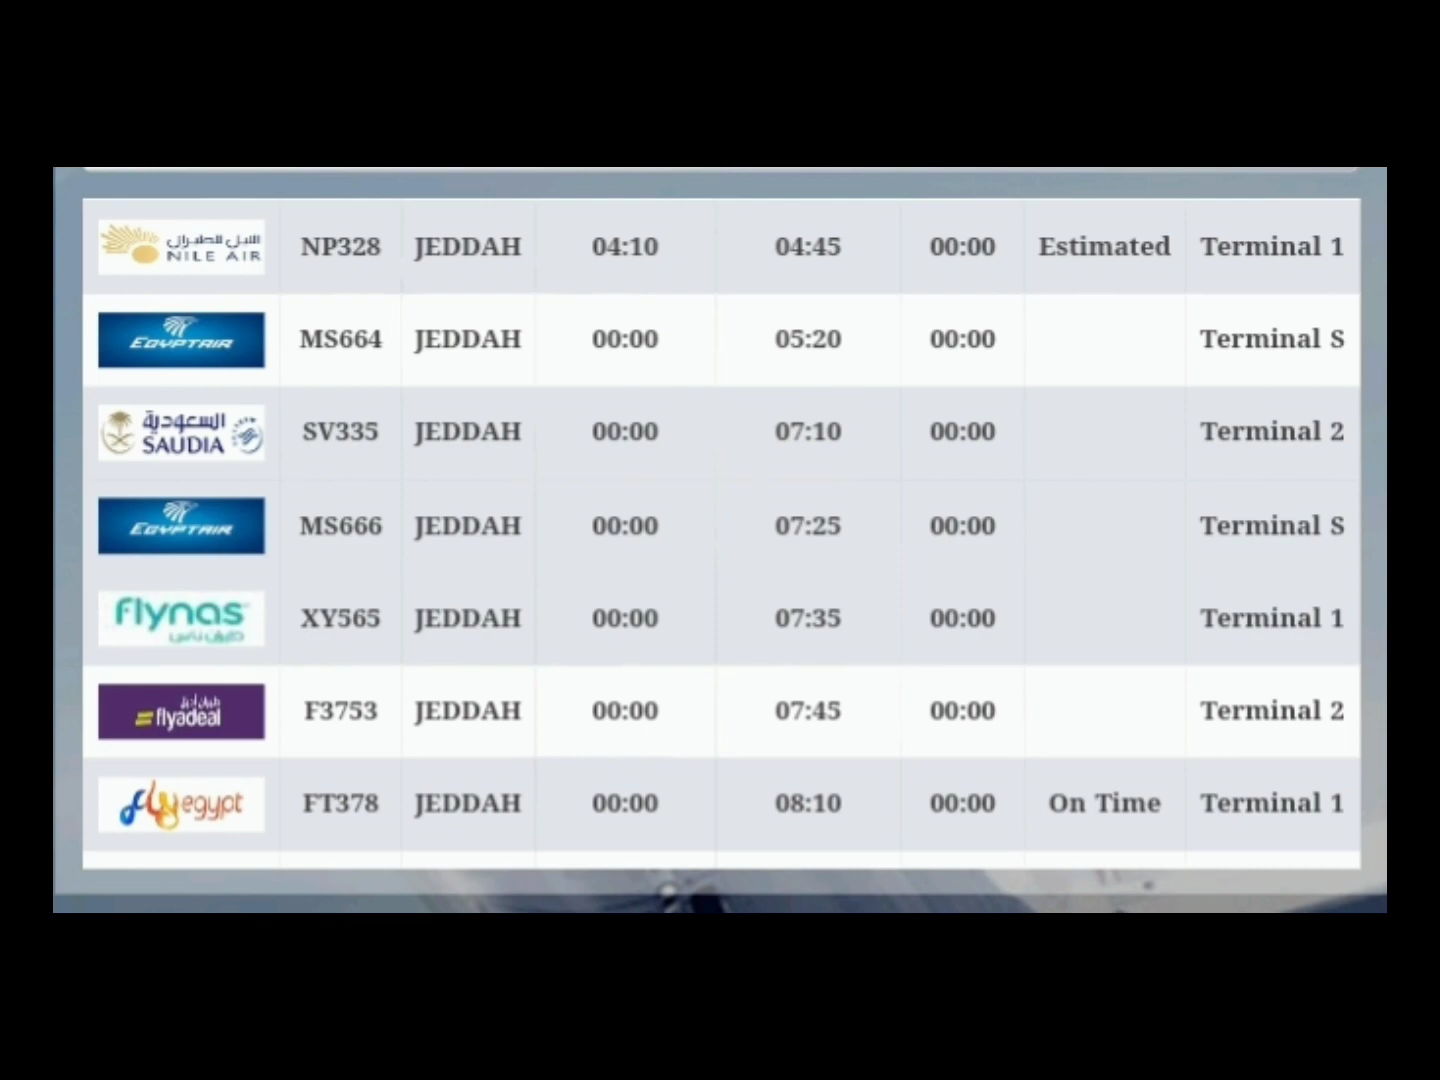 النيل للطيران
NILE AIR NP328 JEDDAH 04:10 04:45 00:00 Estimated Terminal 1
EGYPTAIR MS664 JEDDAH 00:00 05:20 00:00 Terminal S
السعودية
SAUDIA SV335 JEDDAH 00:00 07:10 00:00 Terminal 2
EGYPTAIR MS666 JEDDAH 00:00 07:25 00:00 Terminal S
flynas XY565 JEDDAH 00:00 07:35 00:00 Terminal 1
طيران ناس
flyadeal F3753 JEDDAH 00:00 07:45 00:00 Terminal 2
Fly egypt FT378 JEDDAH 00:00 08:10 00:00 On Time Terminal 1